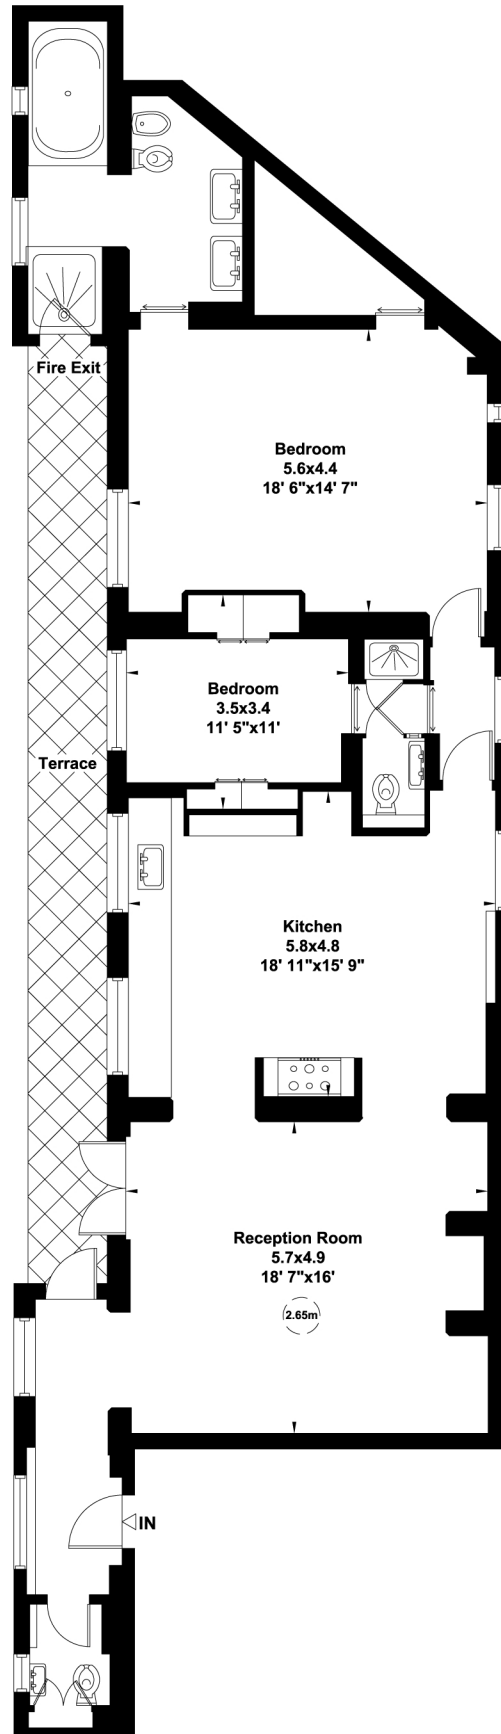 Fire Exit
Bedroom
5.6x4.4
18' 6"x14' 7"
Bedroom
3.5x3.4
11' 5"x11'
Terrace
Kitchen
5.8x4.8
18' 11"x15' 9"
Reception Room
5.7x4.9
18' 7"x16'
2.65m
IN